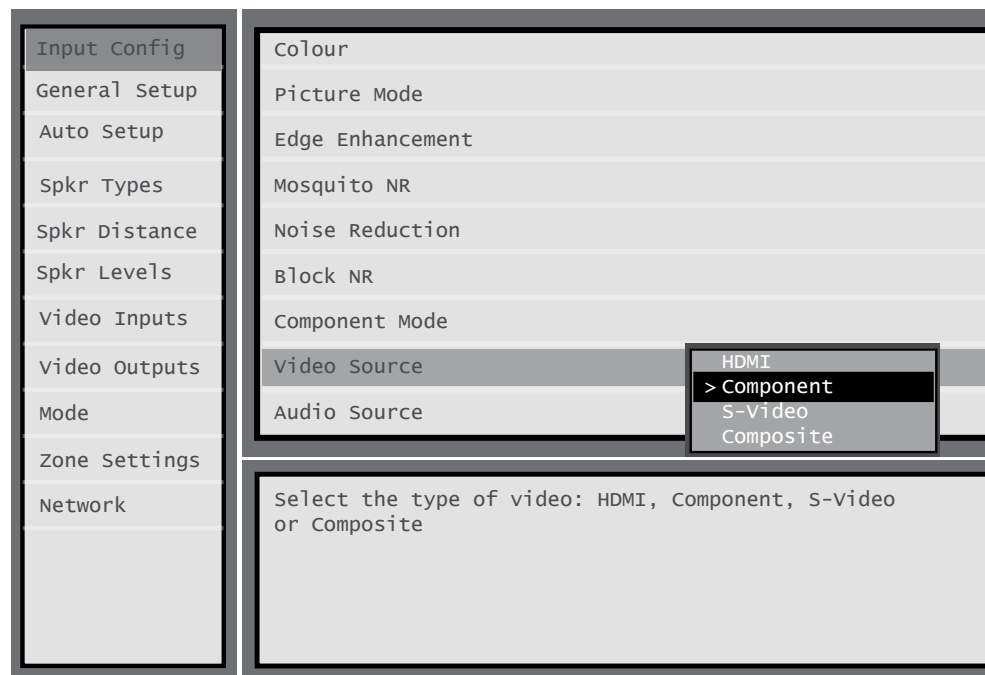 Input Config
General Setup
Auto Setup
Spkr Types
Spkr Distance
Spkr Levels
Video Inputs
Video Outputs
Mode
Zone Settings
Network
Colour
Picture Mode
Edge Enhancement
Mosquito NR
Noise Reduction
Block NR
Component Mode
Video Source
Audio Source
HDMI
> Component
S-Video
Composite
Select the type of video: HDMI, Component, S-Video
or Composite